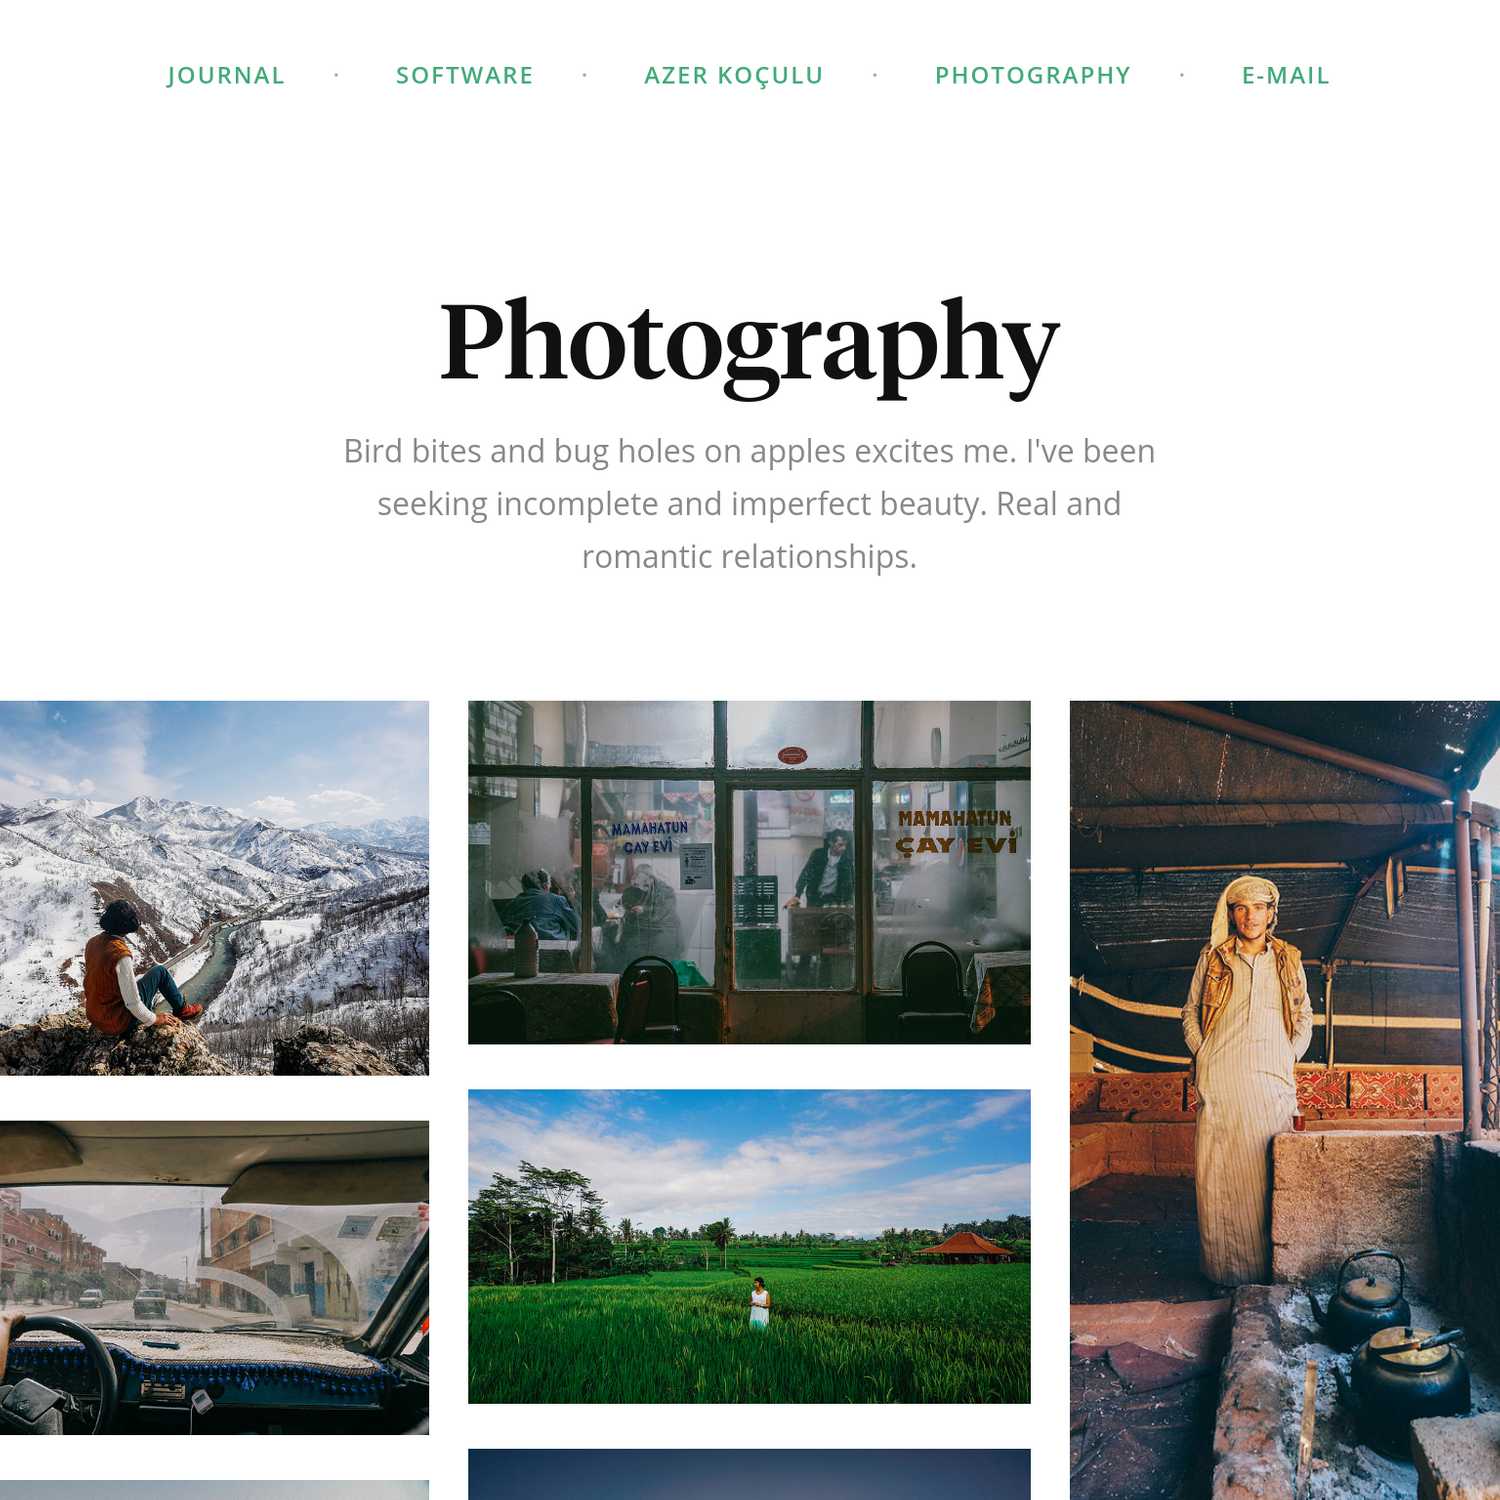 JOURNAL · SOFTWARE · AZER KOÇULU · PHOTOGRAPHY · E-MAIL
Photography
Bird bites and bug holes on apples excites me. I've been
seeking incomplete and imperfect beauty. Real and
romantic relationships.
MAMAHATUN
ÇAY EVİ
MAMAHATUN
ÇAY EVİ